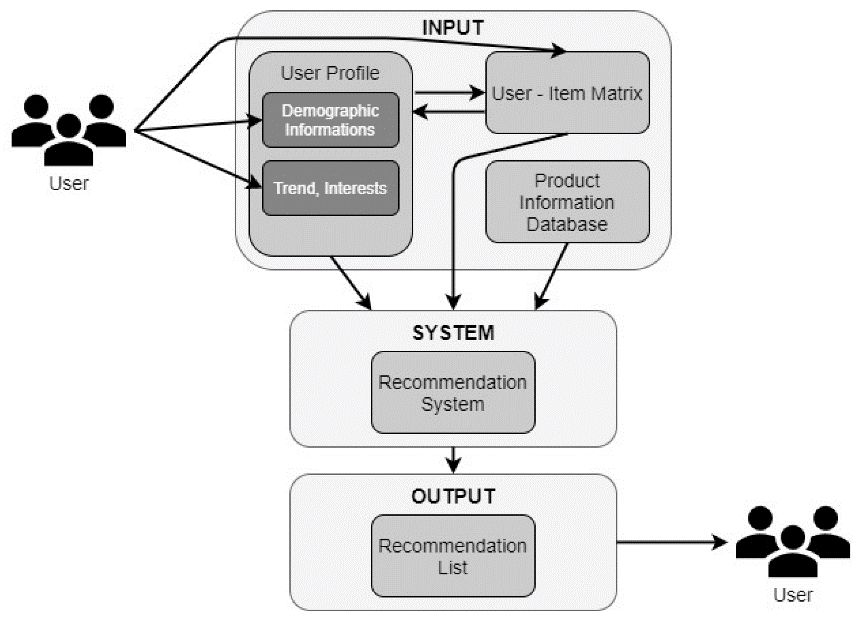 INPUT
User Profile
Demographic
Informations
Trend, Interests
User - Item Matrix
Product
Information
Database
User
SYSTEM
Recommendation
System
OUTPUT
Recommendation
List
User